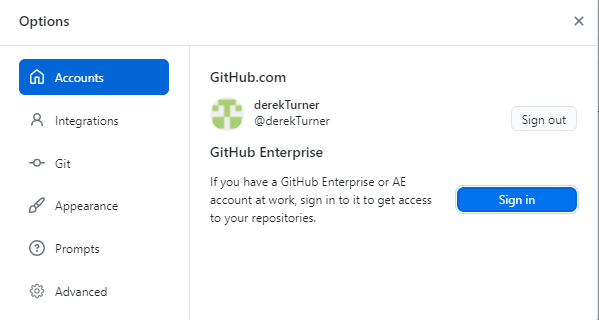 Options
Accounts
Integrations
Git
Appearance
Prompts
Advanced
GitHub.com
derekTurner
@derekTurner
Sign out
GitHub Enterprise
If you have a GitHub Enterprise or AE
account at work, sign in to it to get access
to your repositories.
Sign in